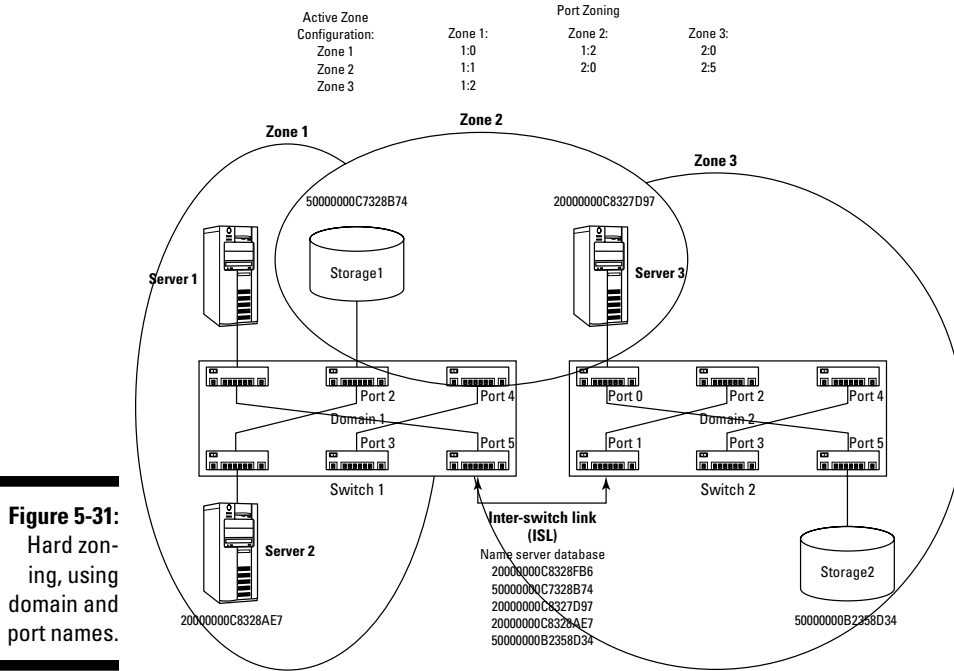 Active Zone
Configuration:
Zone 1
Zone 2
Zone 3
Port Zoning
Zone 1:
1:0
1:1
1:2
Zone 2:
1:2
2:0
Zone 3:
2:0
2:5
Zone 1
Zone 2
Zone 3
50000000C7328B74
20000000C8327D97
Server 1
Storage1
Server 3
Port 2
Port 4
Domain 1
Port 3
Port 5
Port 0
Port 2
Port 4
Domain 2
Port 1
Port 3
Port 5
Switch 1
Switch 2
Inter-switch link
(ISL)
Name server database
20000000C8328FB6
50000000C7328B74
20000000C8327D97
20000000C8328AE7
50000000B2358D34
Server 2
20000000C8328AE7
Storage2
50000000B2358D34
Figure 5-31:
Hard zon-
ing, using
domain and
port names.